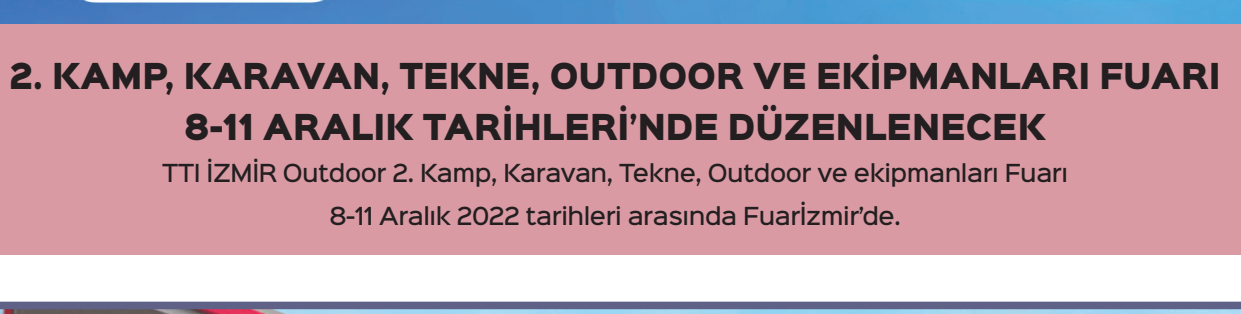 2. KAMP, KARAVAN, TEKNE, OUTDOOR VE EKİPMANLARI FUARI
8-11 ARALIK TARİHLERİ’NDE DÜZENLENECEK
TTI İZMİR Outdoor 2. Kamp, Karavan, Tekne, Outdoor ve ekipmanları Fuarı
8-11 Aralık 2022 tarihleri arasında Fuarİzmir’de.